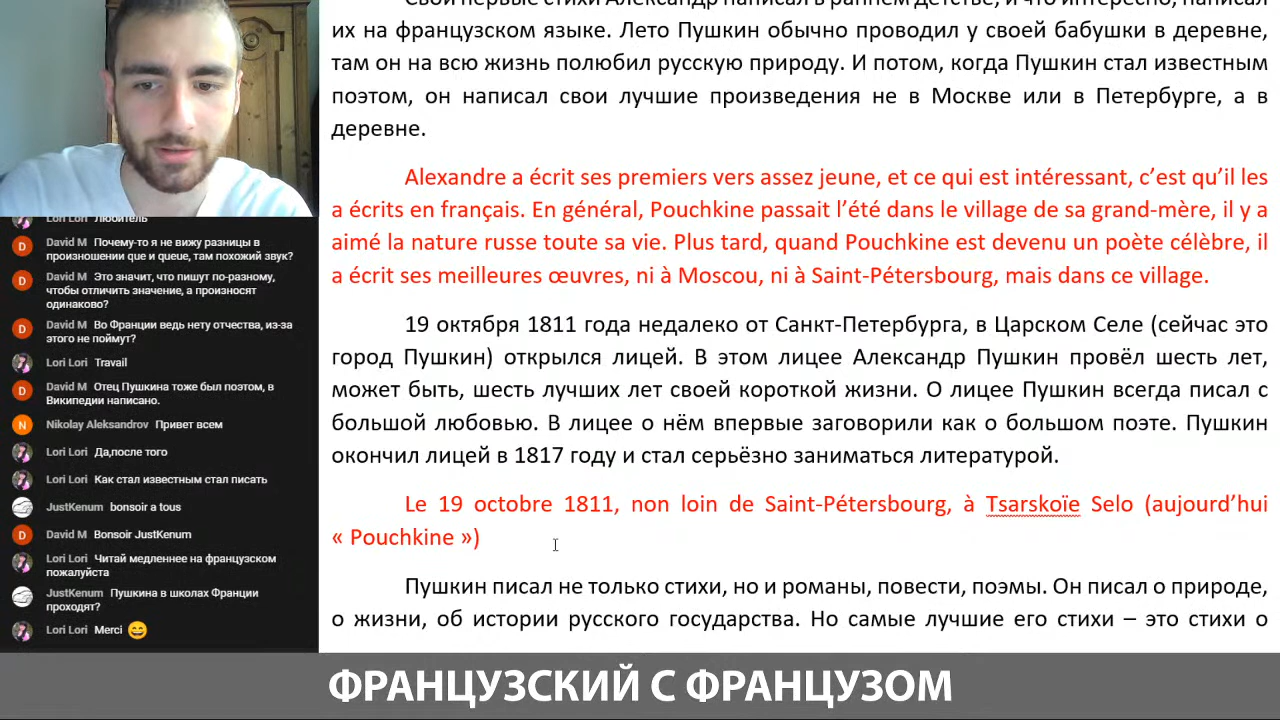 Свои первые стихи Александр написал в раннем детстве, и что интересно, написал
их на французском языке. Лето Пушкин обычно проводил у своей бабушки в деревне,
там он на всю жизнь полюбил русскую природу. И потом, когда Пушкин стал известным
поэтом, он написал свои лучшие произведения не в Москве или в Петербурге, а в
деревне.
Alexandre a écrit ses premiers vers assez jeune, et ce qui est intéressant, c’est qu’il les
a écrits en français. En général, Pouchkine passait l’été dans le village de sa grand-mère, il y a
aimé la nature russe toute sa vie. Plus tard, quand Pouchkine est devenu un poète célèbre, il
a écrit ses meilleures œuvres, ni à Moscou, ni à Saint-Pétersbourg, mais dans ce village.
19 октября 1811 года недалеко от Санкт-Петербурга, в Царском Селе (сейчас это
город Пушкин) открылся лицей. В этом лицее Александр Пушкин провёл шесть лет,
может быть, шесть лучших лет своей короткой жизни. О лицее Пушкин всегда писал с
большой любовью. В лицее о нём впервые заговорили как о большом поэте. Пушкин
окончил лицей в 1817 году и стал серьёзно заниматься литературой.
Le 19 octobre 1811, non loin de Saint-Pétersbourg, à Tsarskoïe Selo (aujourd’hui
« Pouchkine »)
Пушкин писал не только стихи, но и романы, повести, поэмы. Он писал о природе,
о жизни, об истории русского государства. Но самые лучшие его стихи – это стихи о
Lori Lori Любитель
D David M Почему-то я не вижу разницы в
произношении que и queue, там похожий звук?
D David M Это значит, что пишут по-разному,
чтобы отличить значение, а произносят
одинаково?
D David M Во Франции ведь нету отчества, из-за
этого не поймут?
Lori Lori Travail
D David M Отец Пушкина тоже был поэтом, в
Википедии написано.
N Nikolay Aleksandrov Привет всем
Lori Lori Да,после того
Lori Lori Как стал известным стал писать
JustKenum bonsoir a tous
D David M Bonsoir JustKenum
Lori Lori Читай медленнее на французском
пожалуйста
JustKenum Пушкина в школах Франции
проходят?
Lori Lori Merci 😄
ФРАНЦУЗСКИЙ С ФРАНЦУЗОМ